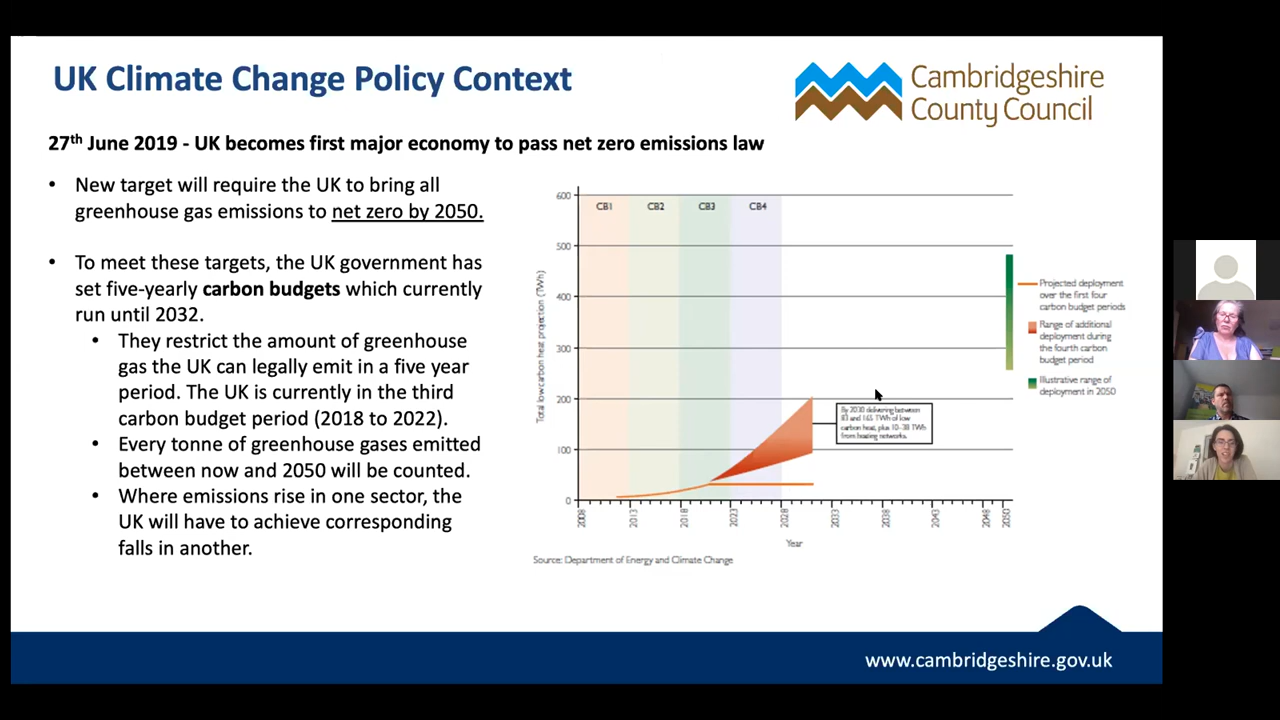 UK Climate Change Policy Context
Cambridgeshire
County Council
27th June 2019 - UK becomes first major economy to pass net zero emissions law
• New target will require the UK to bring all
greenhouse gas emissions to net zero by 2050.
• To meet these targets, the UK government has
set five-yearly carbon budgets which currently
run until 2032.
• They restrict the amount of greenhouse
gas the UK can legally emit in a five year
period. The UK is currently in the third
carbon budget period (2018 to 2022).
• Every tonne of greenhouse gases emitted
between now and 2050 will be counted.
• Where emissions rise in one sector, the
UK will have to achieve corresponding
falls in another.
Total low carbon heat projection (TWh)
600
500
400
300
200
100
0
CB1 CB2 CB3 CB4
2008 2013 2018 2023 2028 2033 2038 2043 2048 2050
Year
By 2030 delivering between
83 and 165 TWh of low
carbon heat, plus 10–38 TWh
from heating networks.
Projected deployment
over the first four
carbon budget periods
Range of additional
deployment during
the fourth carbon
budget period
Illustrative range of
deployment in 2050
Source: Department of Energy and Climate Change
www.cambridgeshire.gov.uk